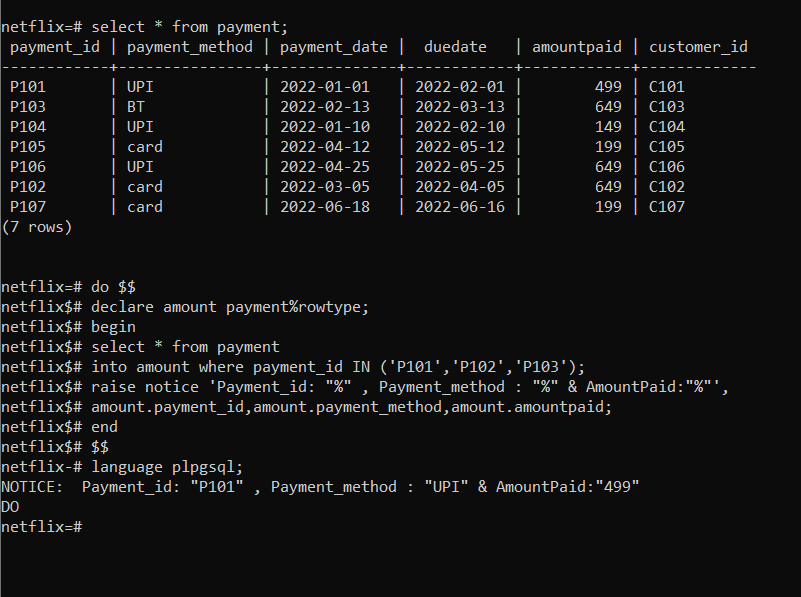 netflix=# select * from payment;
 payment_id | payment_method | payment_date |  duedate   | amountpaid | customer_id
------------+----------------+--------------+------------+------------+-------------
 P101       | UPI            | 2022-01-01   | 2022-02-01 |        499 | C101
 P103       | BT             | 2022-02-13   | 2022-03-13 |        649 | C103
 P104       | UPI            | 2022-01-10   | 2022-02-10 |        149 | C104
 P105       | card           | 2022-04-12   | 2022-05-12 |        199 | C105
 P106       | UPI            | 2022-04-25   | 2022-05-25 |        649 | C106
 P102       | card           | 2022-03-05   | 2022-04-05 |        649 | C102
 P107       | card           | 2022-06-18   | 2022-06-16 |        199 | C107
(7 rows)
netflix=# do $$
netflix$# declare amount payment%rowtype;
netflix$# begin
netflix$# select * from payment
netflix$# into amount where payment_id IN ('P101','P102','P103');
netflix$# raise notice 'Payment_id: "%" , Payment_method : "%" & AmountPaid:"%"',
netflix$# amount.payment_id,amount.payment_method,amount.amountpaid;
netflix$# end
netflix$# $$
netflix-# language plpgsql;
NOTICE:  Payment_id: "P101" , Payment_method : "UPI" & AmountPaid:"499"
DO
netflix=#